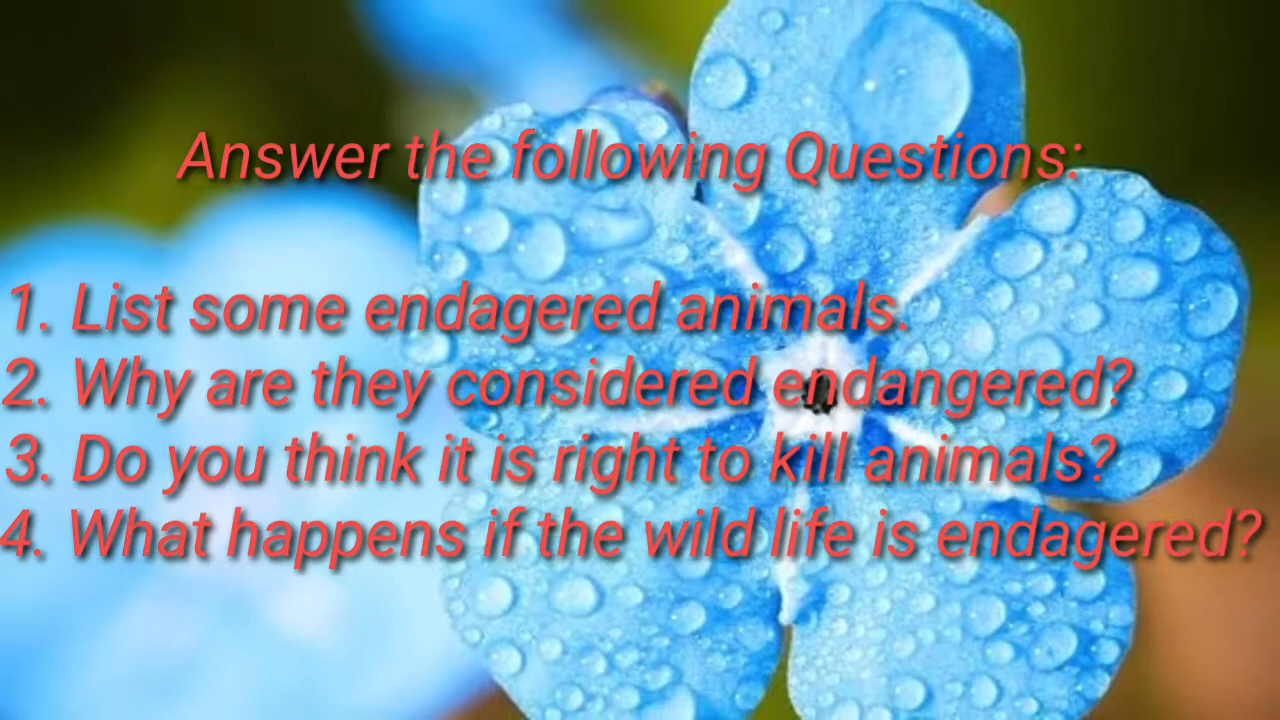 Answer the following Questions:
1. List some endagered animals.
2. Why are they considered endangered?
3. Do you think it is right to kill animals?
4. What happens if the wild life is endagered?